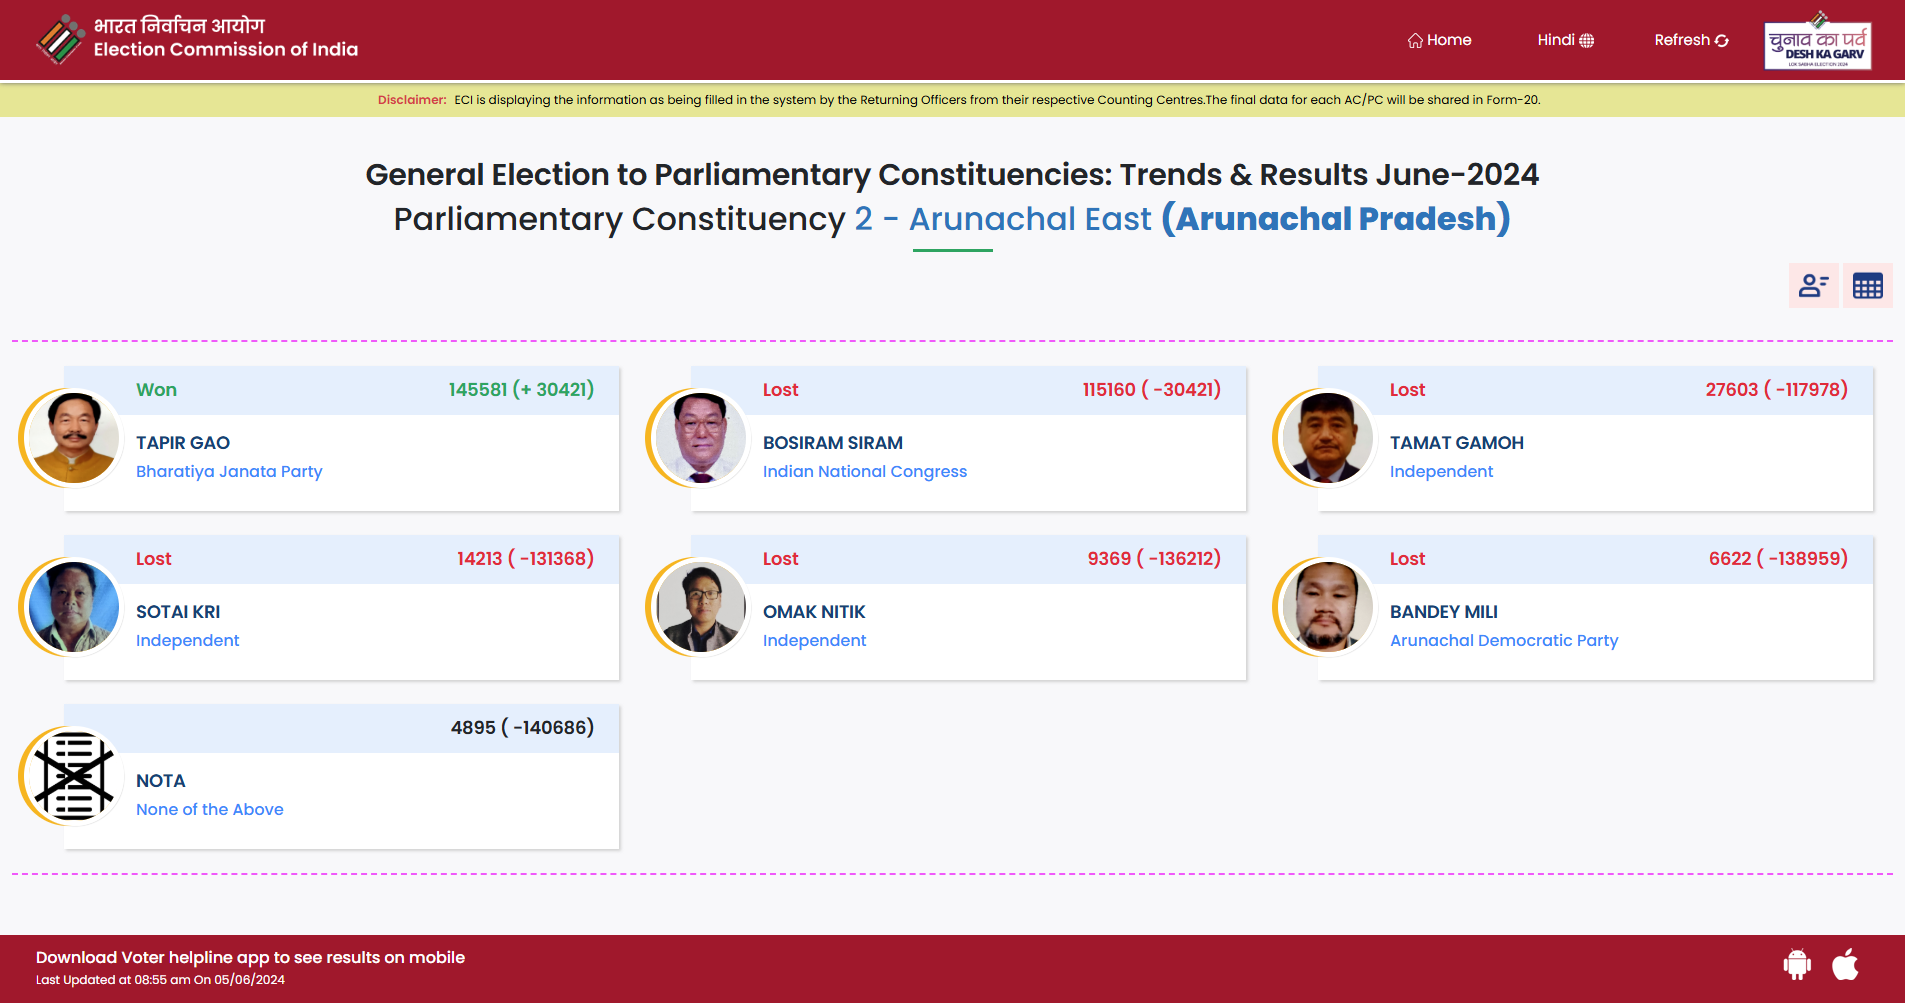 भारत निर्वाचन आयोग
Election Commission of India
Home
Hindi
Refresh
चुनाव का पर्व
DESH KA GARV
LOK SABHA ELECTION 2024
Disclaimer: ECI is displaying the information as being filled in the system by the Returning Officers from their respective Counting Centres.The final data for each AC/PC will be shared in Form-20.
General Election to Parliamentary Constituencies: Trends & Results June-2024
Parliamentary Constituency 2 - Arunachal East (Arunachal Pradesh)
Won 145581 (+ 30421)
TAPIR GAO
Bharatiya Janata Party
Lost 115160 ( -30421)
BOSIRAM SIRAM
Indian National Congress
Lost 27603 ( -117978)
TAMAT GAMOH
Independent
Lost 14213 ( -131368)
SOTAI KRI
Independent
Lost 9369 ( -136212)
OMAK NITIK
Independent
Lost 6622 ( -138959)
BANDEY MILI
Arunachal Democratic Party
4895 ( -140686)
NOTA
None of the Above
Download Voter helpline app to see results on mobile
Last Updated at 08:55 am On 05/06/2024